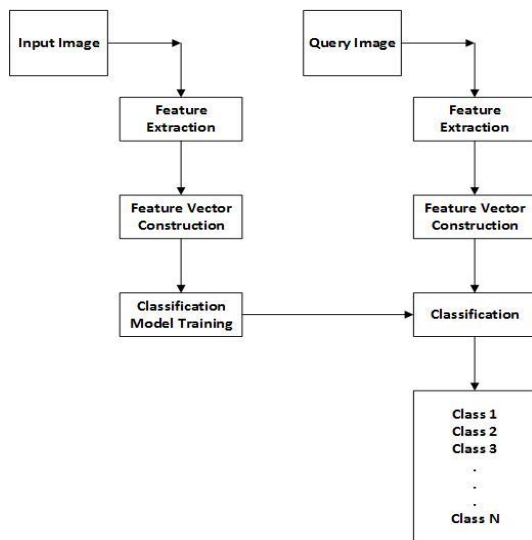 Input Image
Query Image
Feature
Extraction
Feature
Extraction
Feature Vector
Construction
Feature Vector
Construction
Classification
Model Training
Classification
Class 1
Class 2
Class 3
.
.
.
Class N